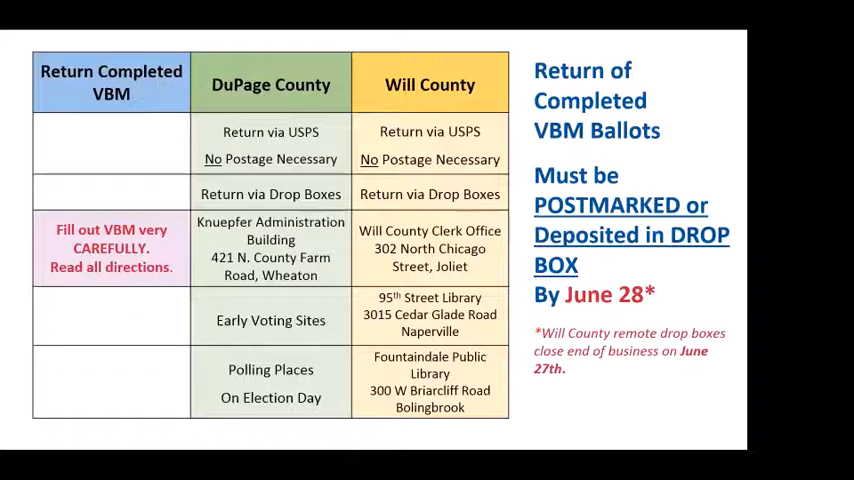 Return Completed
VBM
DuPage County
Will County
Return via USPS
No Postage Necessary
Return via USPS
No Postage Necessary
Return via Drop Boxes
Return via Drop Boxes
Fill out VBM very
CAREFULLY.
Read all directions.
Knuepfer Administration
Building
421 N. County Farm
Road, Wheaton
Will County Clerk Office
302 North Chicago
Street, Joliet
Early Voting Sites
95th Street Library
3015 Cedar Glade Road
Naperville
Polling Places
On Election Day
Fountaindale Public
Library
300 W Briarcliff Road
Bolingbrook
Return of
Completed
VBM Ballots
Must be
POSTMARKED or
Deposited in DROP
BOX
By June 28*
*Will County remote drop boxes
close end of business on June
27th.